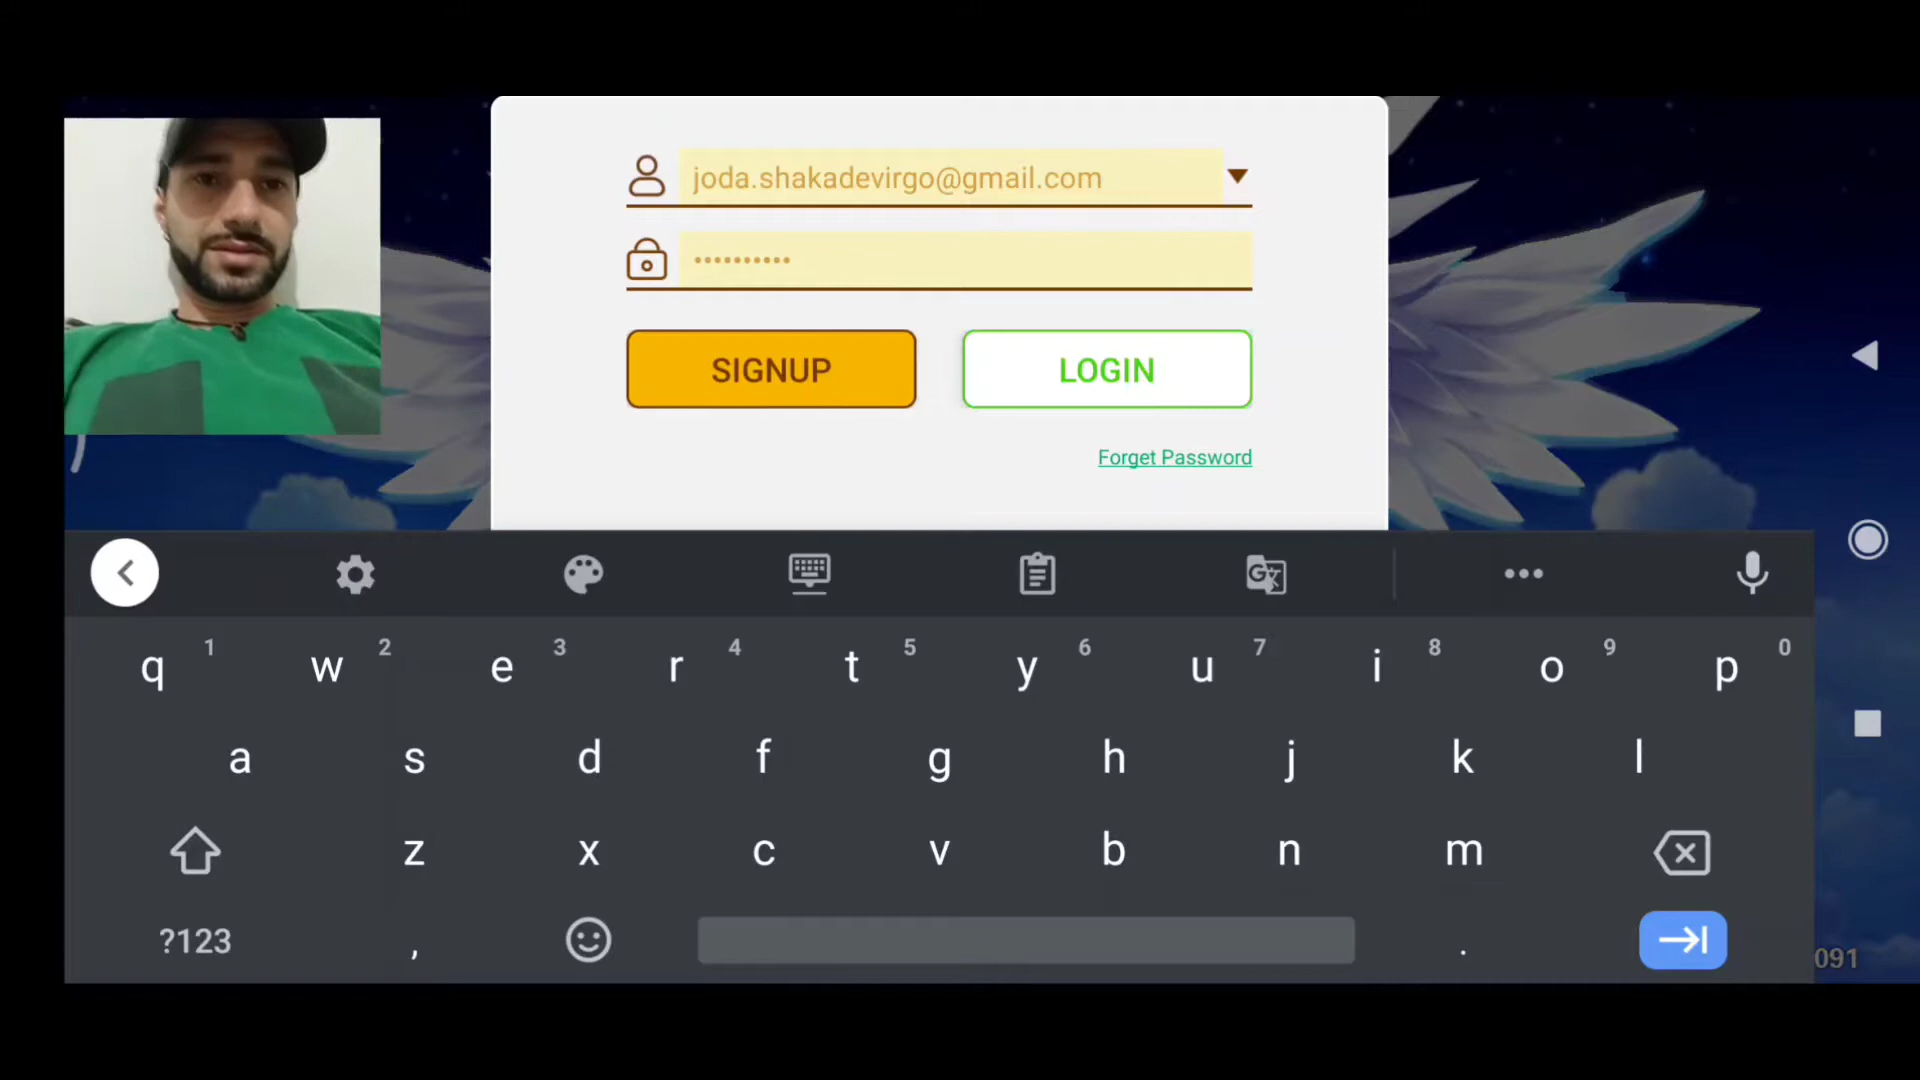 joda.shakadevirgo@gmail.com
••••••••••
SIGNUP LOGIN
Forget Password
q 1 w 2 e 3 r 4 t 5 y 6 u 7 i 8 o 9 p 0
a s d f g h j k l
z x c v b n m
?123 , .
091